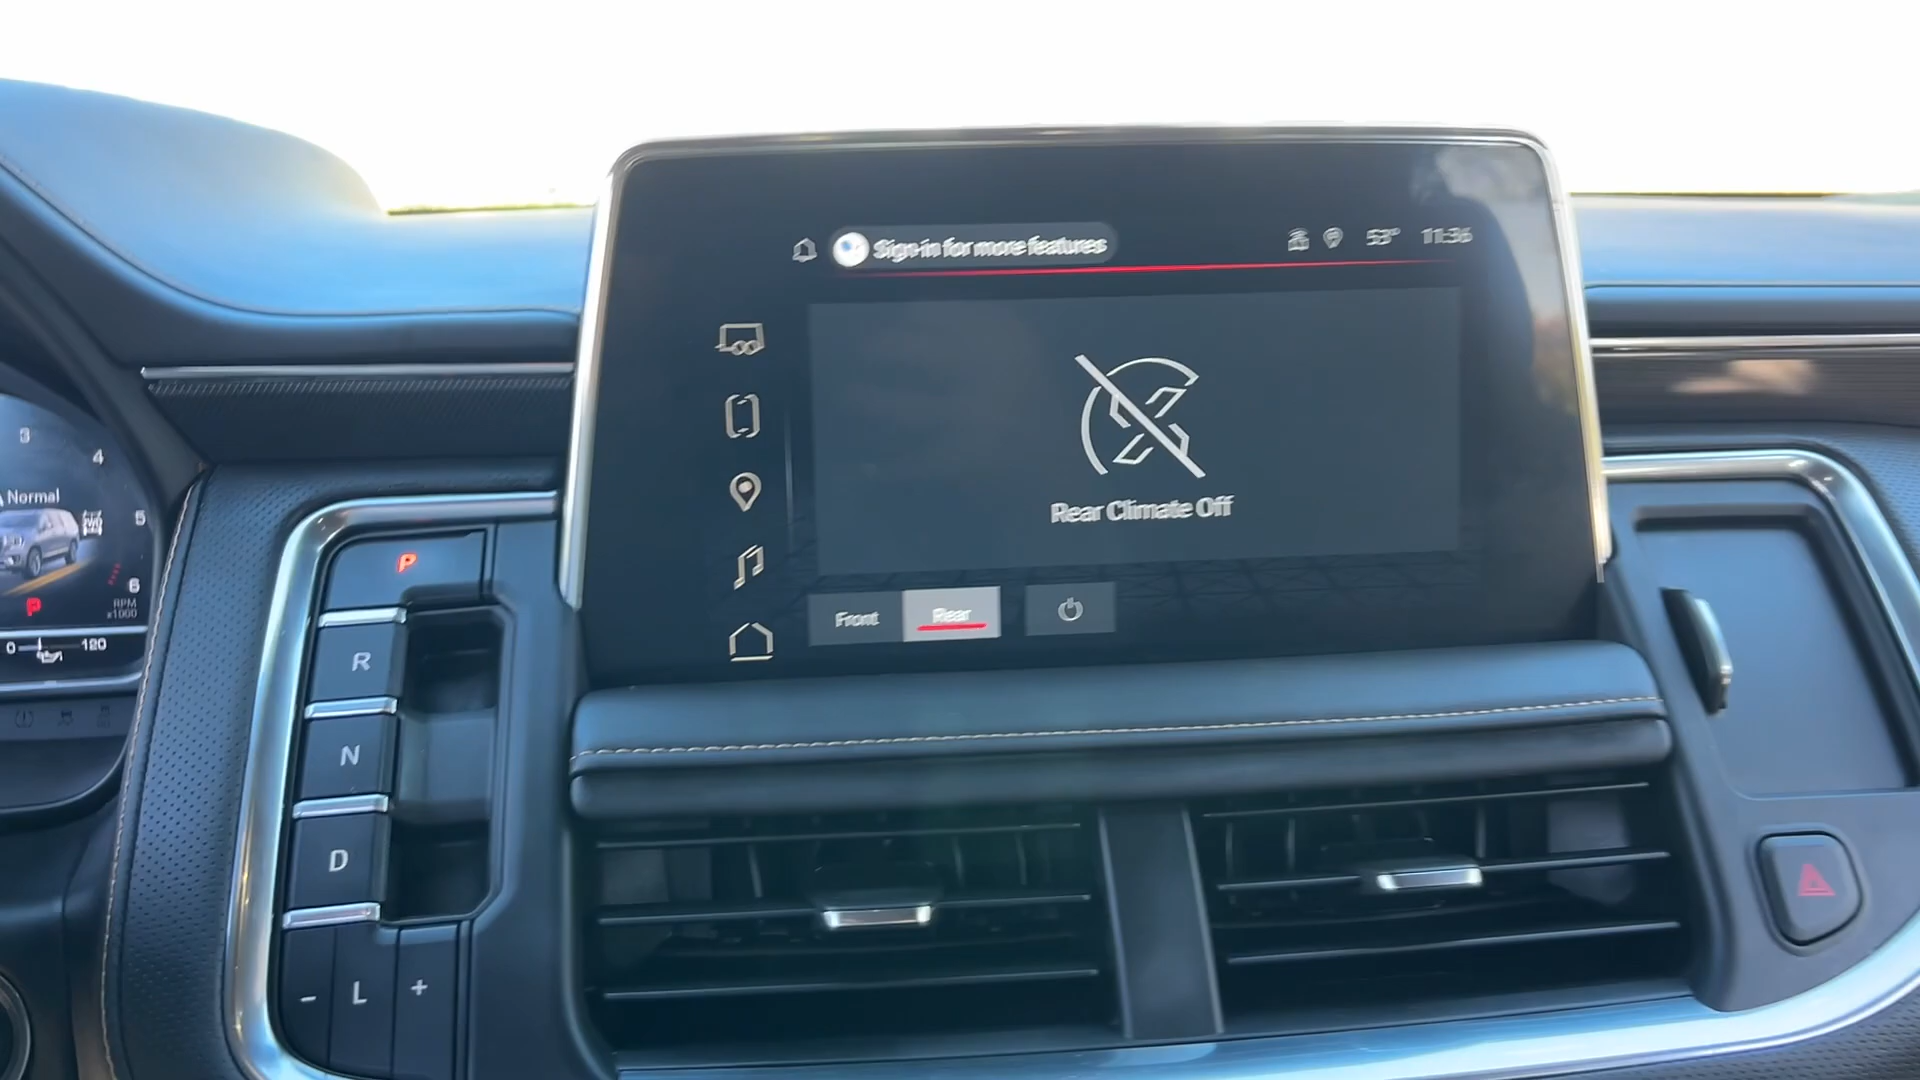 Sign-in for more features
53° 11:36
Rear Climate Off
Front Rear
3
4
5
6
Normal
RPM
x1000
P
0 120
P
R
N
D
- L +